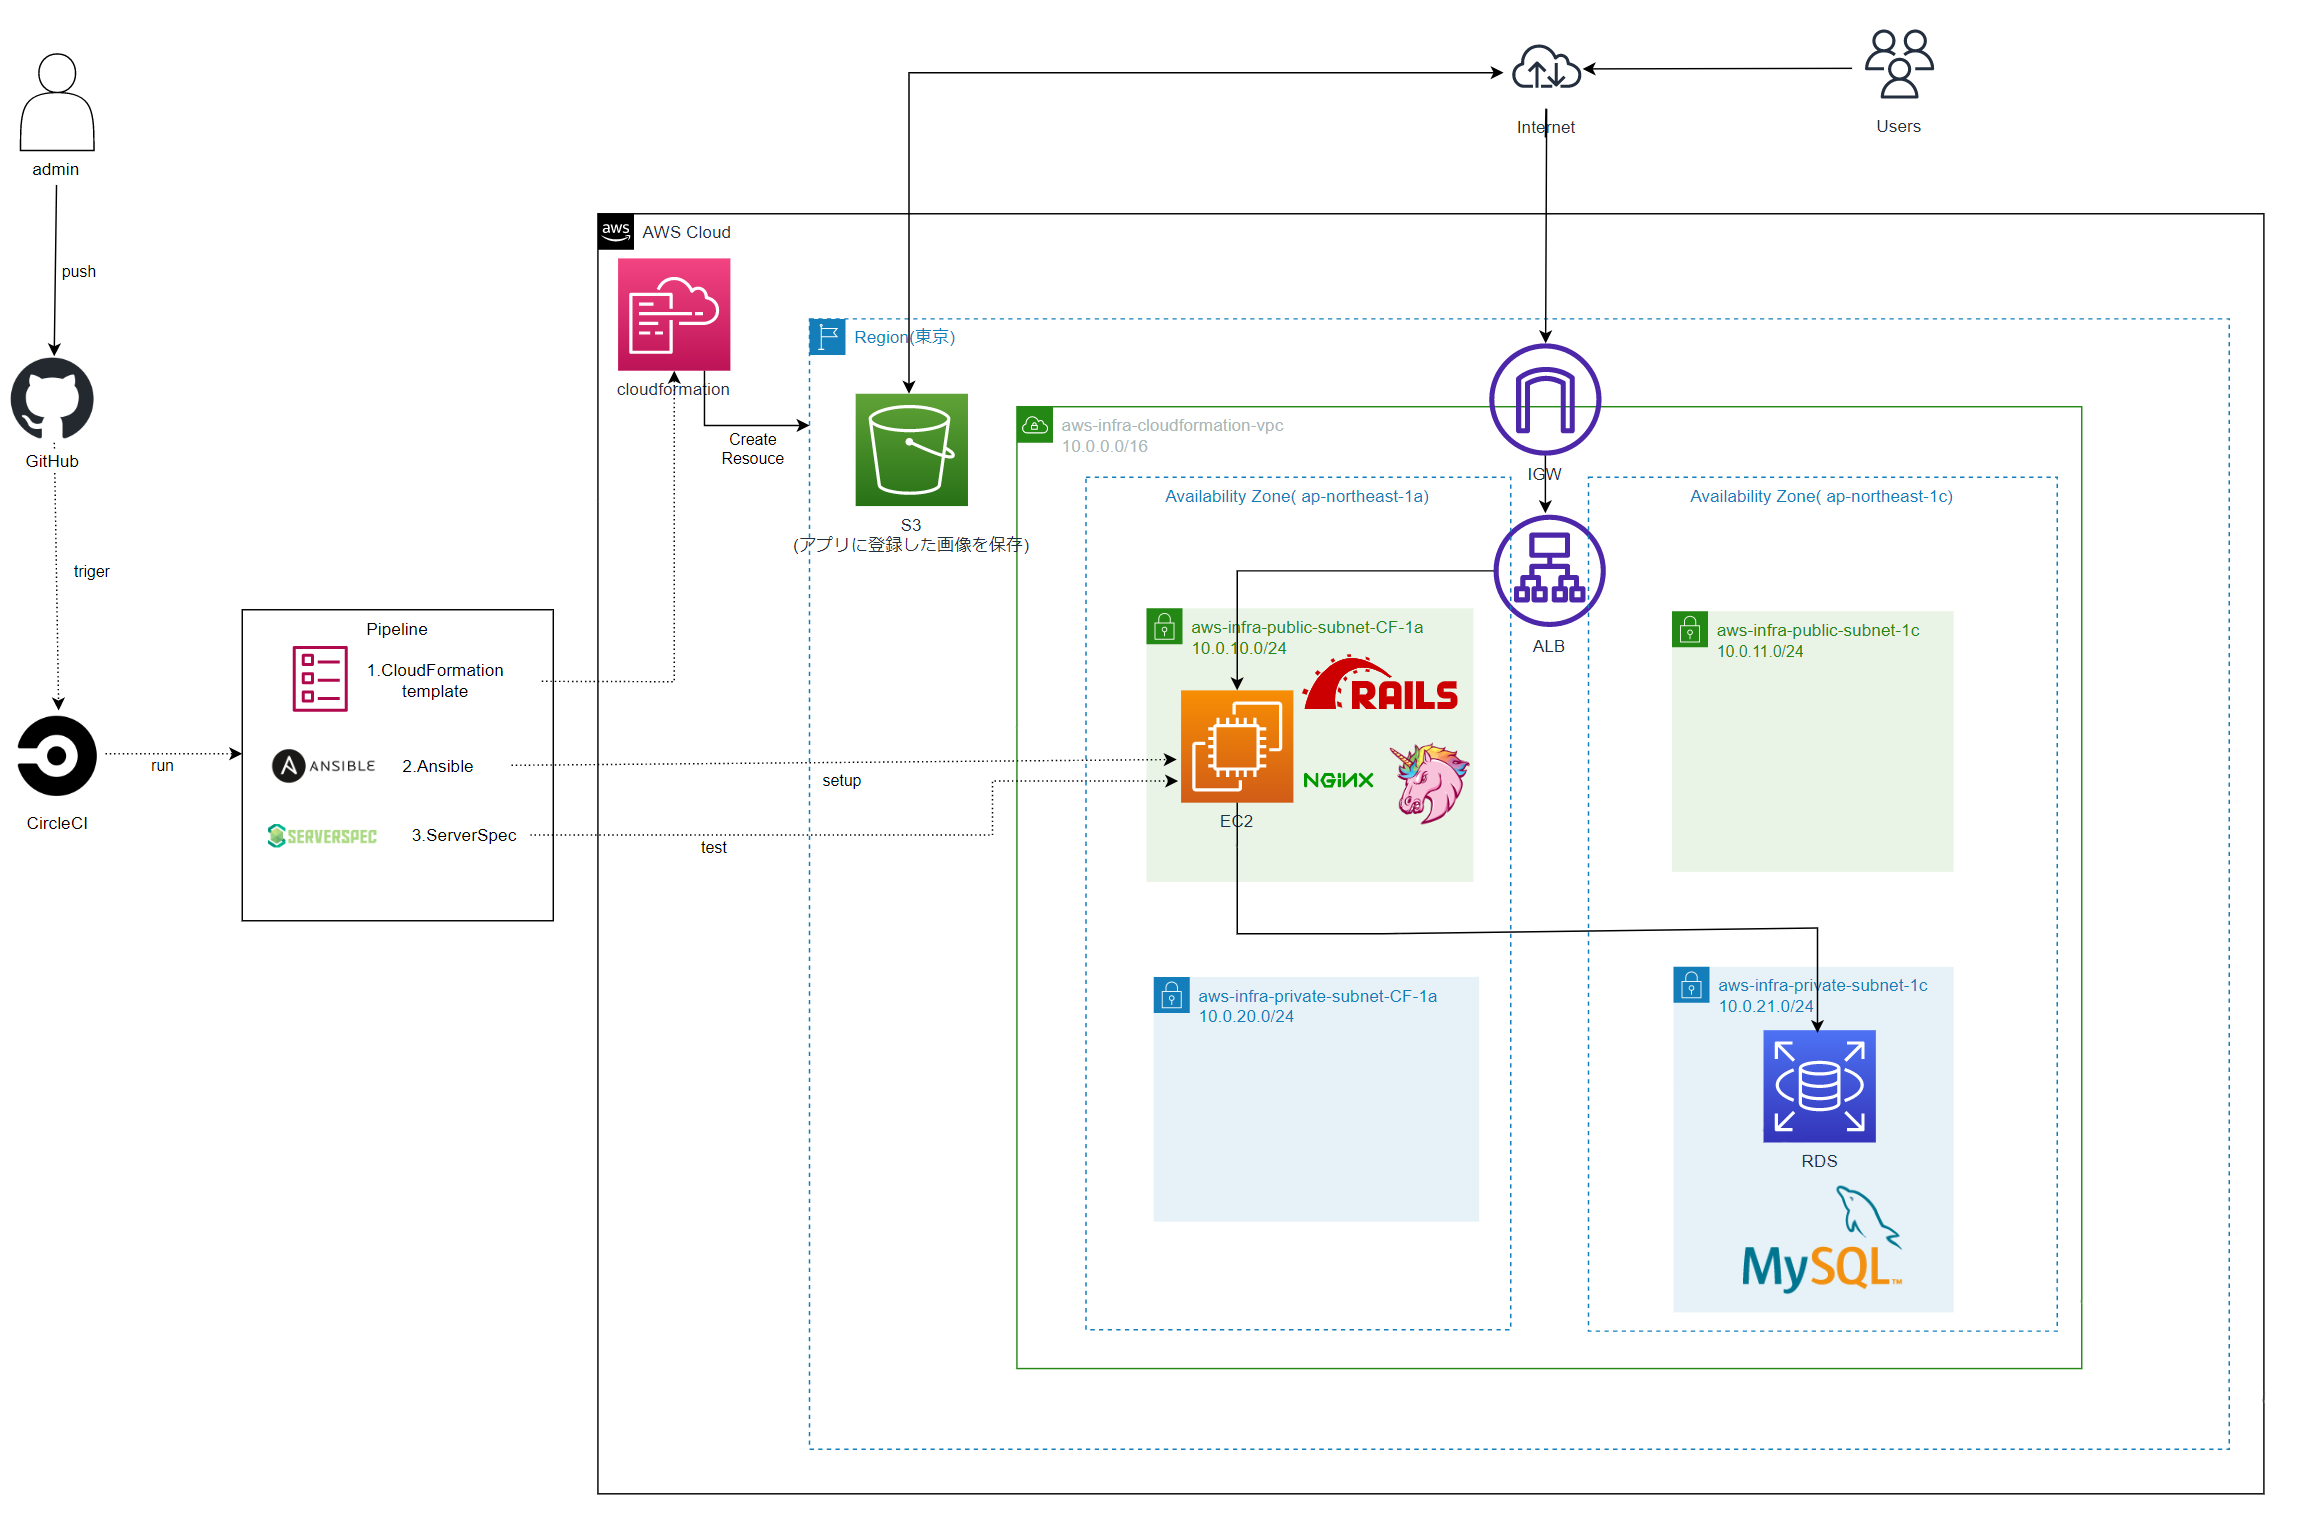 admin
push
GitHub
triger
CircleCI
run
Pipeline
1.CloudFormation
template
ANSIBLE
2.Ansible
SERVERSPEC
3.ServerSpec
Internet
Users
aws
AWS Cloud
cloudformation
Create
Resouce
Region(東京)
S3
(アプリに登録した画像を保存)
setup
test
aws-infra-cloudformation-vpc
10.0.0.0/16
IGW
Availability Zone( ap-northeast-1a)
Availability Zone( ap-northeast-1c)
ALB
aws-infra-public-subnet-CF-1a
10.0.10.0/24
RAILS
NGINX
EC2
aws-infra-public-subnet-1c
10.0.11.0/24
aws-infra-private-subnet-CF-1a
10.0.20.0/24
aws-infra-private-subnet-1c
10.0.21.0/24
RDS
MySQL™